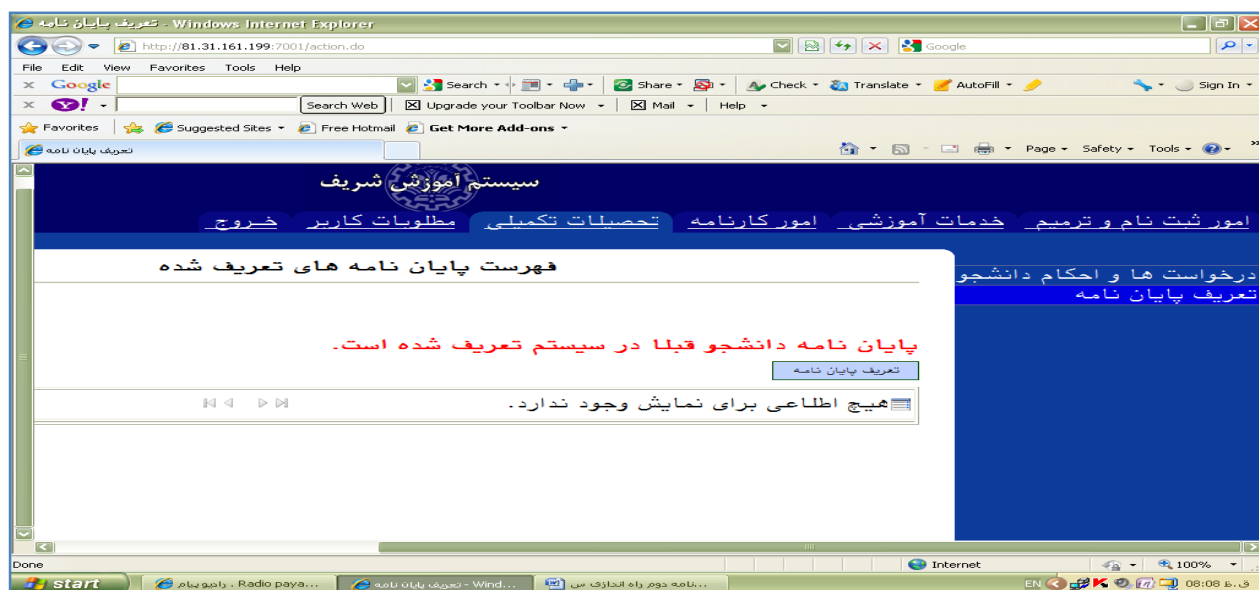 تعریف پایان نامه - Windows Internet Explorer
http://81.31.161.199:7001/action.do
Google
File Edit View Favorites Tools Help
Google Search Share Check Translate AutoFill Sign In
Y! Search Web Upgrade your Toolbar Now Mail Help
Favorites Suggested Sites Free Hotmail Get More Add-ons
تعریف پایان نامه Page Safety Tools
سیستم آموزش شریف
امور ثبت نام و ترمیم خدمات آموزشی امور کارنامه تحصیلات تکمیلی مطلوبات کاربر خروج
درخواست ها و احکام دانشجو
تعریف پایان نامه
فهرست پایان نامه های تعریف شده
پایان نامه دانشجو قبلا در سیستم تعریف شده است.
تعریف پایان نامه
هیچ اطلاعی برای نمایش وجود ندارد.
Done Internet 100%
start رادیو پیام . Radio paya... تعریف پایان نامه - Wind... نامه دوم راه اندازی س... EN 08:08 ق.ظ